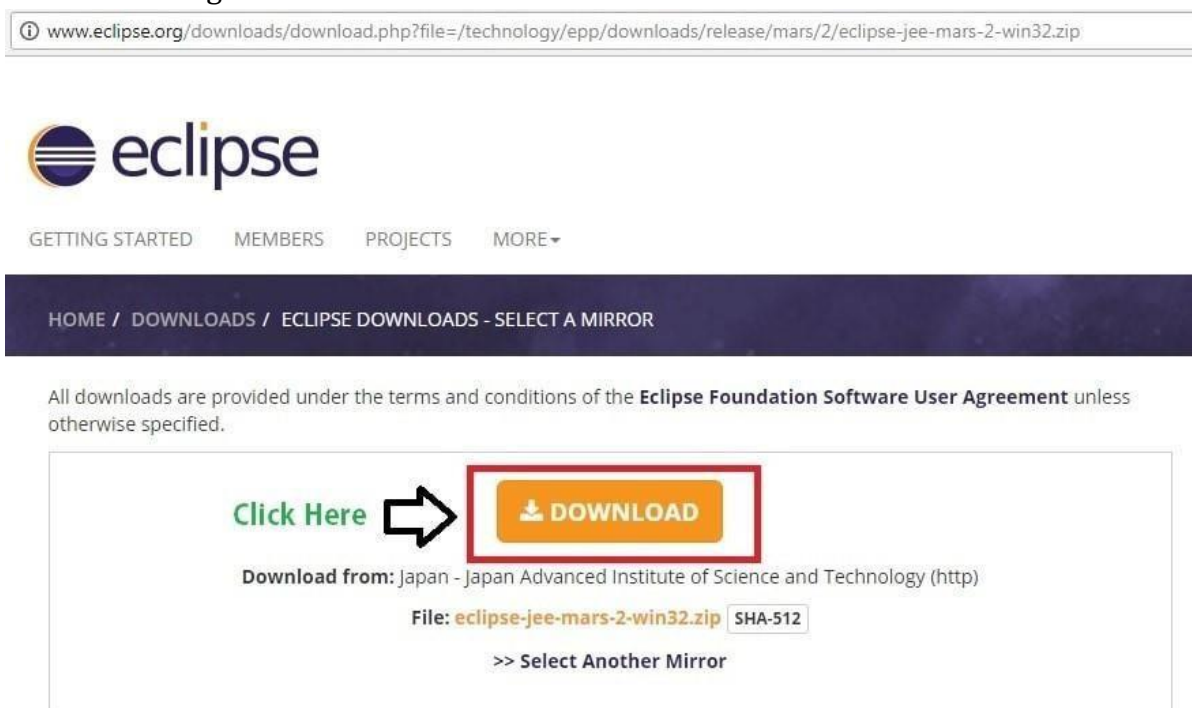 www.eclipse.org/downloads/download.php?file=/technology/epp/downloads/release/mars/2/eclipse-jee-mars-2-win32.zip
eclipse
GETTING STARTED MEMBERS PROJECTS MORE
HOME / DOWNLOADS / ECLIPSE DOWNLOADS - SELECT A MIRROR
All downloads are provided under the terms and conditions of the Eclipse Foundation Software User Agreement unless
otherwise specified.
Click Here DOWNLOAD
Download from: Japan - Japan Advanced Institute of Science and Technology (http)
File: eclipse-jee-mars-2-win32.zip SHA-512
>> Select Another Mirror